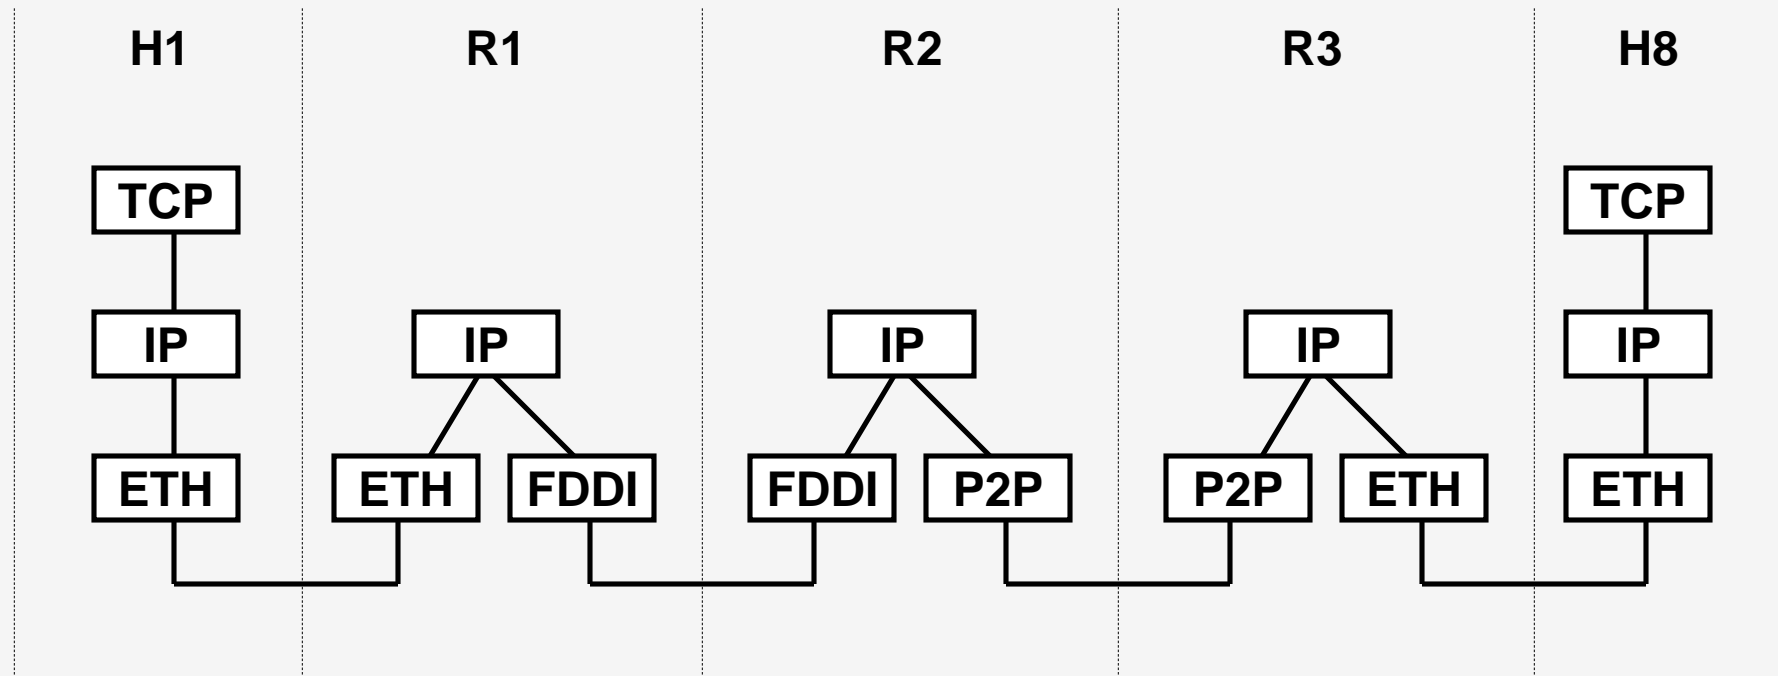 H1 R1 R2 R3 H8
TCP TCP
IP IP IP IP IP
ETH ETH FDDI FDDI P2P P2P ETH ETH